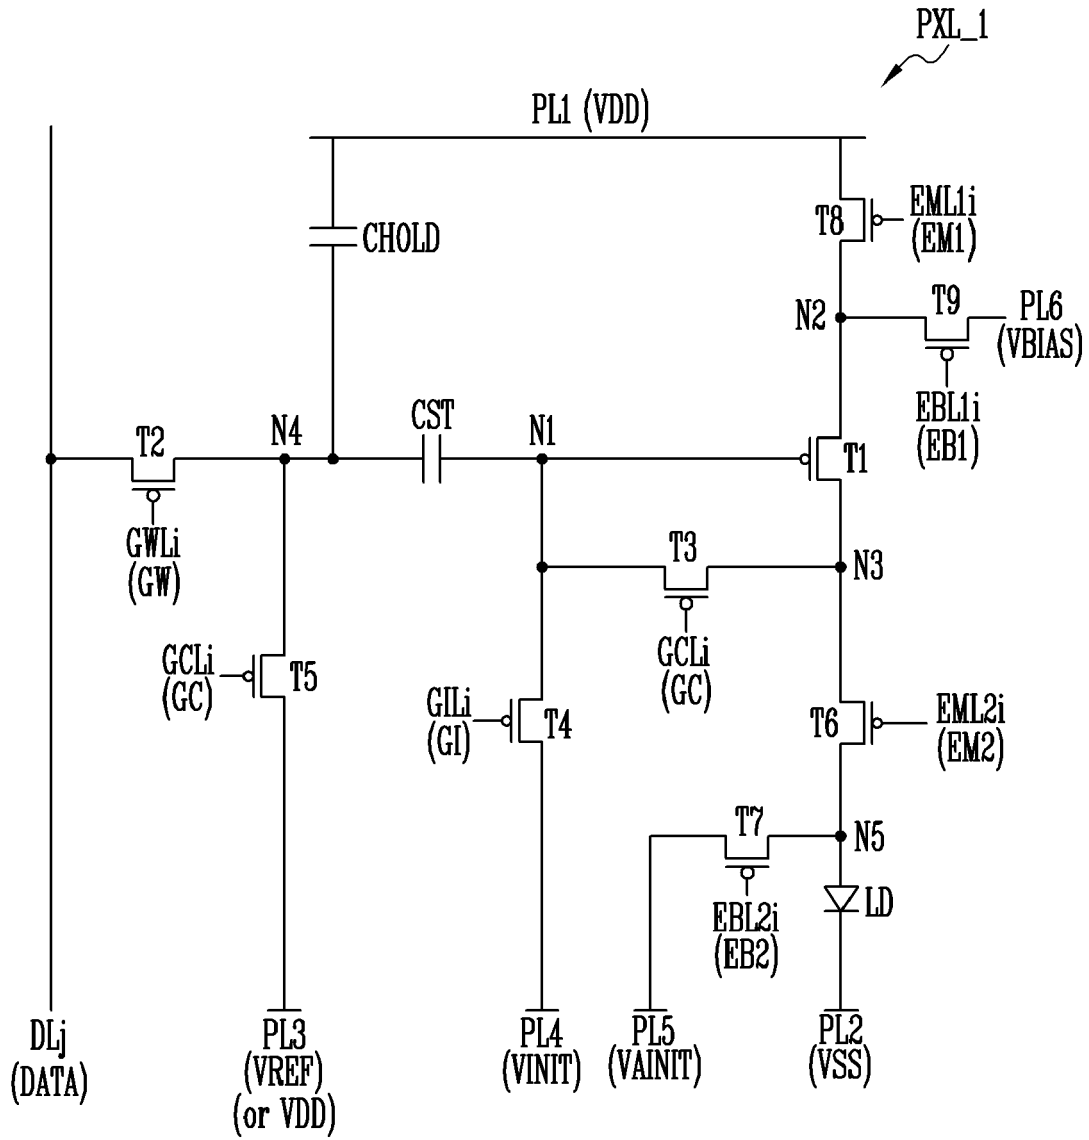 PXL_1
PL1 (VDD)
T8
EML1i
(EM1)
CHOLD
T9
N2
PL6
(VBIAS)
EBL1i
(EB1)
CST
T2
N4
N1
T1
GWLi
(GW)
T3
N3
GCLi
(GC)
T5
GCLi
(GC)
GILi
(GI)
T4
T6
EML2i
(EM2)
T7
N5
EBL2i
(EB2)
LD
DLj
(DATA)
PL3
(VREF)
(or VDD)
PL4
(VINIT)
PL5
(VAINIT)
PL2
(VSS)